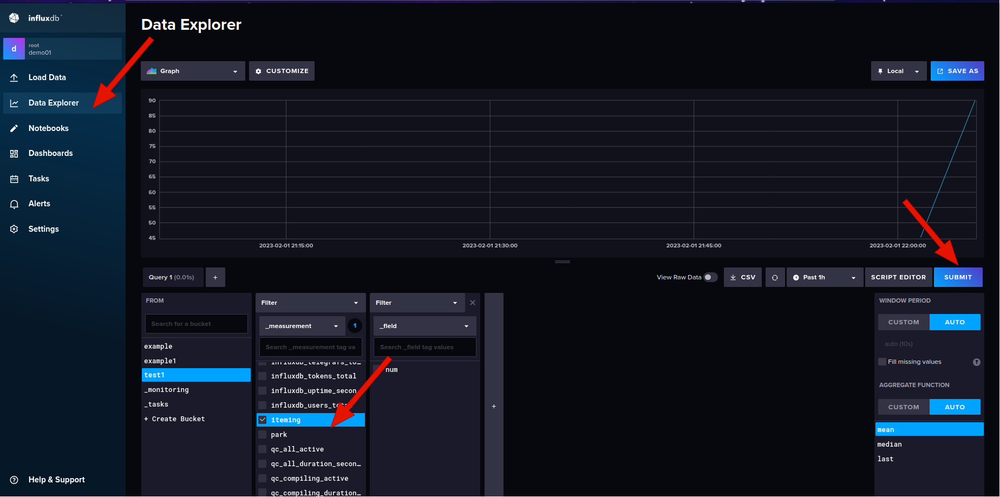 influxdb
root
demo01
Load Data
Data Explorer
Notebooks
Dashboards
Tasks
Alerts
Settings
Help & Support
Data Explorer
Graph
CUSTOMIZE
Local
SAVE AS
90
85
80
75
70
65
60
55
50
45
2023-02-01 21:15:00
2023-02-01 21:30:00
2023-02-01 21:45:00
2023-02-01 22:00:00
Query 1 (0.01s)
+
View Raw Data
CSV
Past 1h
SCRIPT EDITOR
SUBMIT
FROM
Search for a bucket
example
example1
test1
_monitoring
_tasks
+ Create Bucket
Filter
_measurement
1
Search _measurement tag va
influxdb_telegrafs_to…
influxdb_tokens_total
influxdb_uptime_secon
influxdb_users_total
iteming
park
qc_all_active
qc_all_duration_secon…
qc_compiling_active
qc_compiling_duration…
Filter
_field
Search _field tag values
num
+
WINDOW PERIOD
CUSTOM
AUTO
auto (10s)
Fill missing values
?
AGGREGATE FUNCTION
CUSTOM
AUTO
mean
median
last